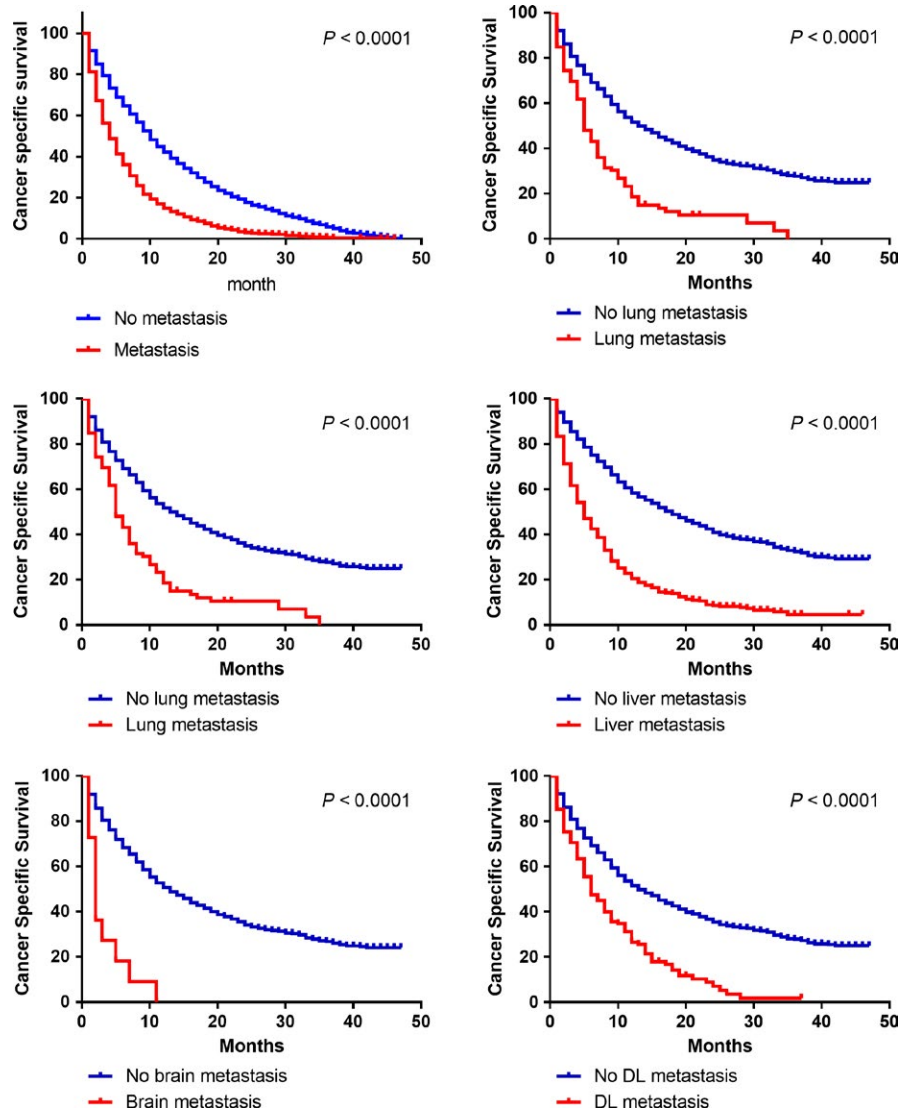 Cancer specific survival
100
80
60
40
20
0
P < 0.0001
0 10 20 30 40 50
month
No metastasis
Metastasis
Cancer Specific Survival
100
80
60
40
20
0
P < 0.0001
0 10 20 30 40 50
Months
No lung metastasis
Lung metastasis
Cancer Specific Survival
100
80
60
40
20
0
P < 0.0001
0 10 20 30 40 50
Months
No lung metastasis
Lung metastasis
Cancer Specific Survival
100
80
60
40
20
0
P < 0.0001
0 10 20 30 40 50
Months
No liver metastasis
Liver metastasis
Cancer Specific Survival
100
80
60
40
20
0
P < 0.0001
0 10 20 30 40 50
Months
No brain metastasis
Brain metastasis
Cancer Specific Survival
100
80
60
40
20
0
P < 0.0001
0 10 20 30 40 50
Months
No DL metastasis
DL metastasis